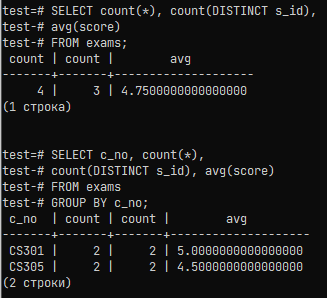 test=# SELECT count(*), count(DISTINCT s_id),
test-# avg(score)
test-# FROM exams;
 count | count |        avg
-------+-------+--------------------
     4 |     3 | 4.7500000000000000
(1 строка)
test=# SELECT c_no, count(*),
test-# count(DISTINCT s_id), avg(score)
test-# FROM exams
test-# GROUP BY c_no;
 c_no  | count | count |        avg
-------+-------+-------+--------------------
 CS301 |     2 |     2 | 5.0000000000000000
 CS305 |     2 |     2 | 4.5000000000000000
(2 строки)